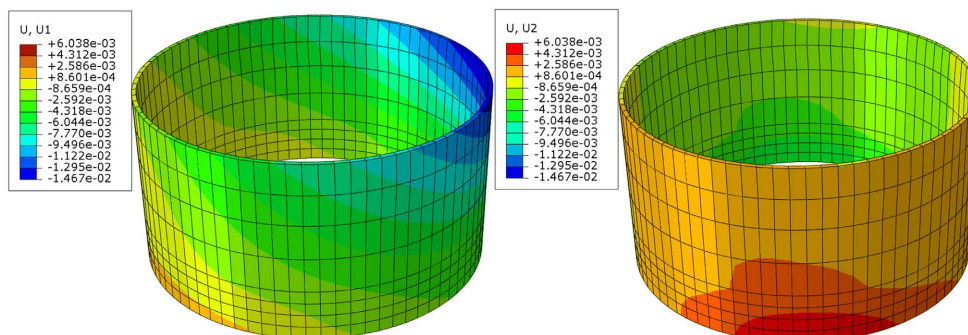 U, U1
+6.038e-03
+4.312e-03
+2.586e-03
+8.601e-04
-8.659e-04
-2.592e-03
-4.318e-03
-6.044e-03
-7.770e-03
-9.496e-03
-1.122e-02
-1.295e-02
-1.467e-02
U, U2
+6.038e-03
+4.312e-03
+2.586e-03
+8.601e-04
-8.659e-04
-2.592e-03
-4.318e-03
-6.044e-03
-7.770e-03
-9.496e-03
-1.122e-02
-1.295e-02
-1.467e-02